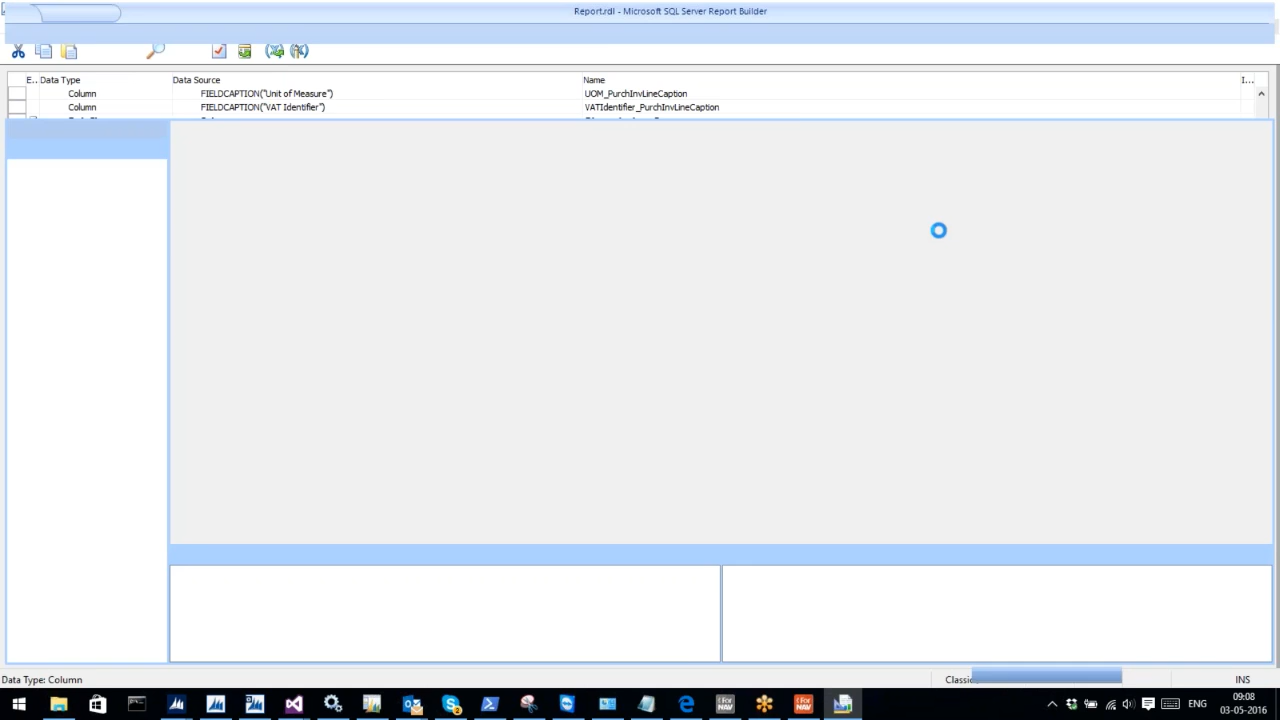 Report.rdl - Microsoft SQL Server Report Builder
E.. Data Type Data Source Name I...
Column FIELDCAPTION("Unit of Measure") UOM_PurchInvLineCaption
Column FIELDCAPTION("VAT Identifier") VATIdentifier_PurchInvLineCaption
Data Type: Column INS
ENG 09:08
03-05-2016